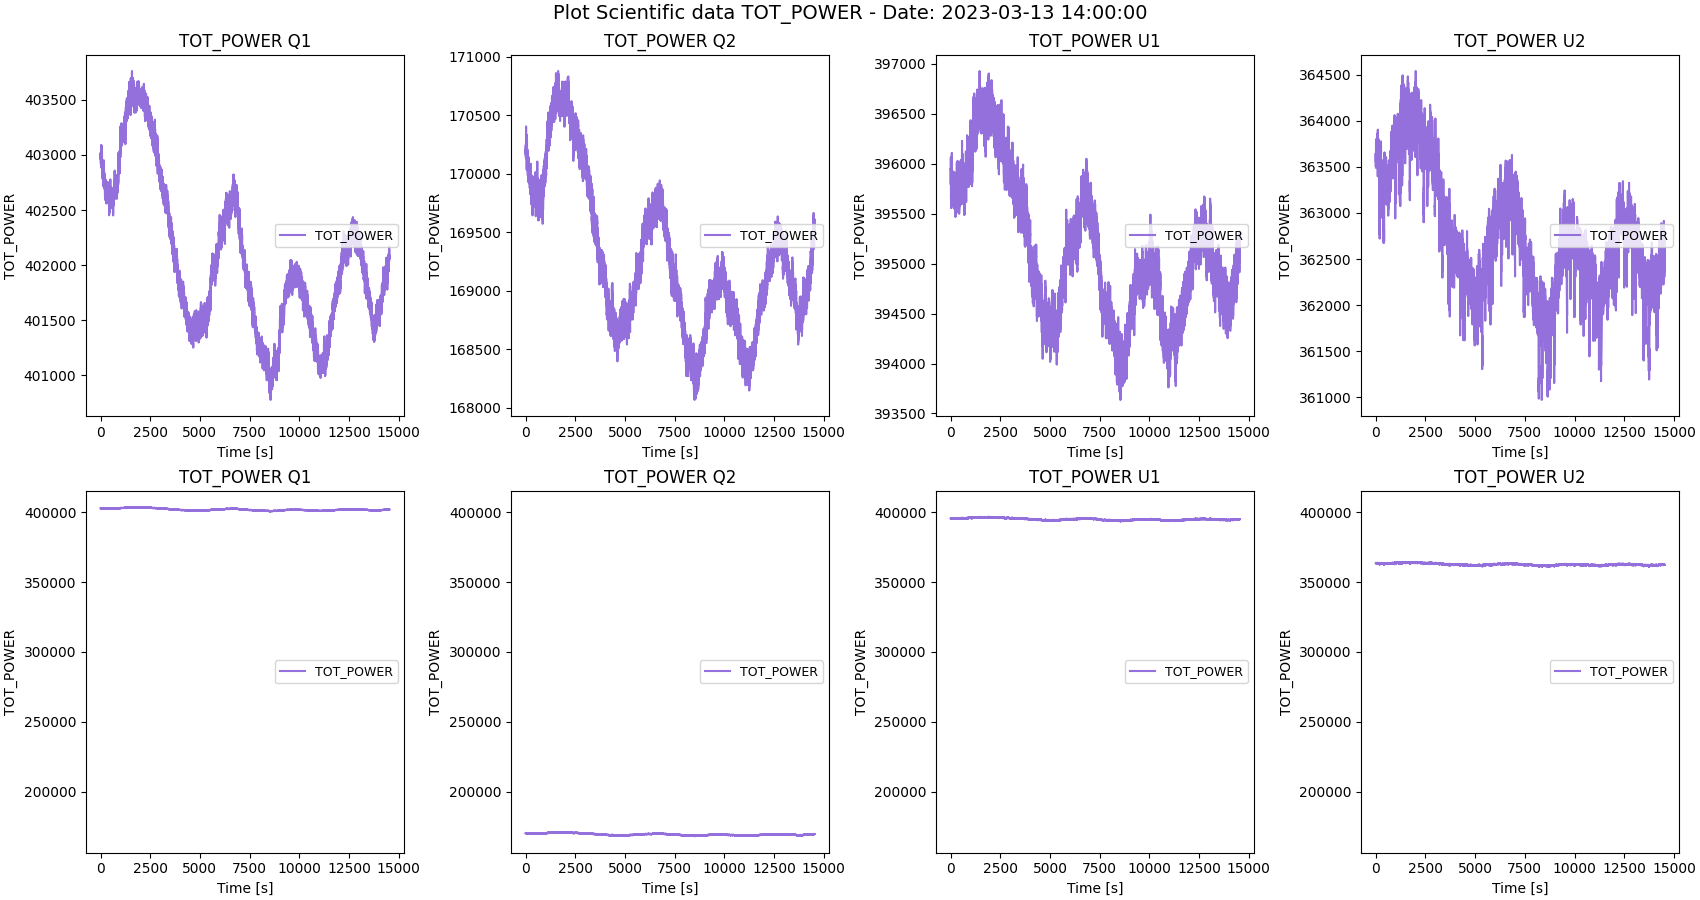 Plot Scientific data TOT_POWER - Date: 2023-03-13 14:00:00
TOT_POWER Q1
TOT_POWER
403500
403000
402500
402000
401500
401000
TOT_POWER
0 2500 5000 7500 10000 12500 15000
Time [s]
TOT_POWER Q2
TOT_POWER
171000
170500
170000
169500
169000
168500
168000
TOT_POWER
0 2500 5000 7500 10000 12500 15000
Time [s]
TOT_POWER U1
TOT_POWER
397000
396500
396000
395500
395000
394500
394000
393500
TOT_POWER
0 2500 5000 7500 10000 12500 15000
Time [s]
TOT_POWER U2
TOT_POWER
364500
364000
363500
363000
362500
362000
361500
361000
TOT_POWER
0 2500 5000 7500 10000 12500 15000
Time [s]
TOT_POWER Q1
TOT_POWER
400000
350000
300000
250000
200000
TOT_POWER
0 2500 5000 7500 10000 12500 15000
Time [s]
TOT_POWER Q2
TOT_POWER
400000
350000
300000
250000
200000
TOT_POWER
0 2500 5000 7500 10000 12500 15000
Time [s]
TOT_POWER U1
TOT_POWER
400000
350000
300000
250000
200000
TOT_POWER
0 2500 5000 7500 10000 12500 15000
Time [s]
TOT_POWER U2
TOT_POWER
400000
350000
300000
250000
200000
TOT_POWER
0 2500 5000 7500 10000 12500 15000
Time [s]